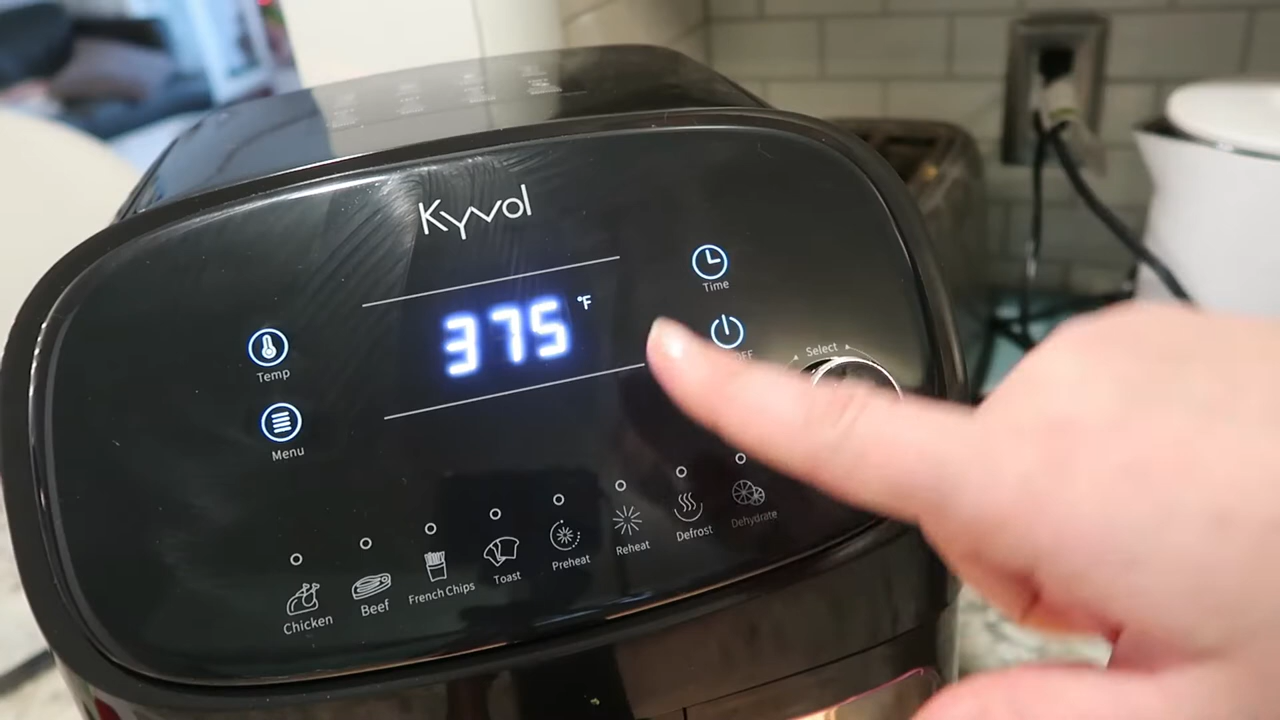 Kyvol
Time
375 °F
Temp
Select
Menu
Chicken
Beef
French Chips
Toast
Preheat
Reheat
Defrost
Dehydrate